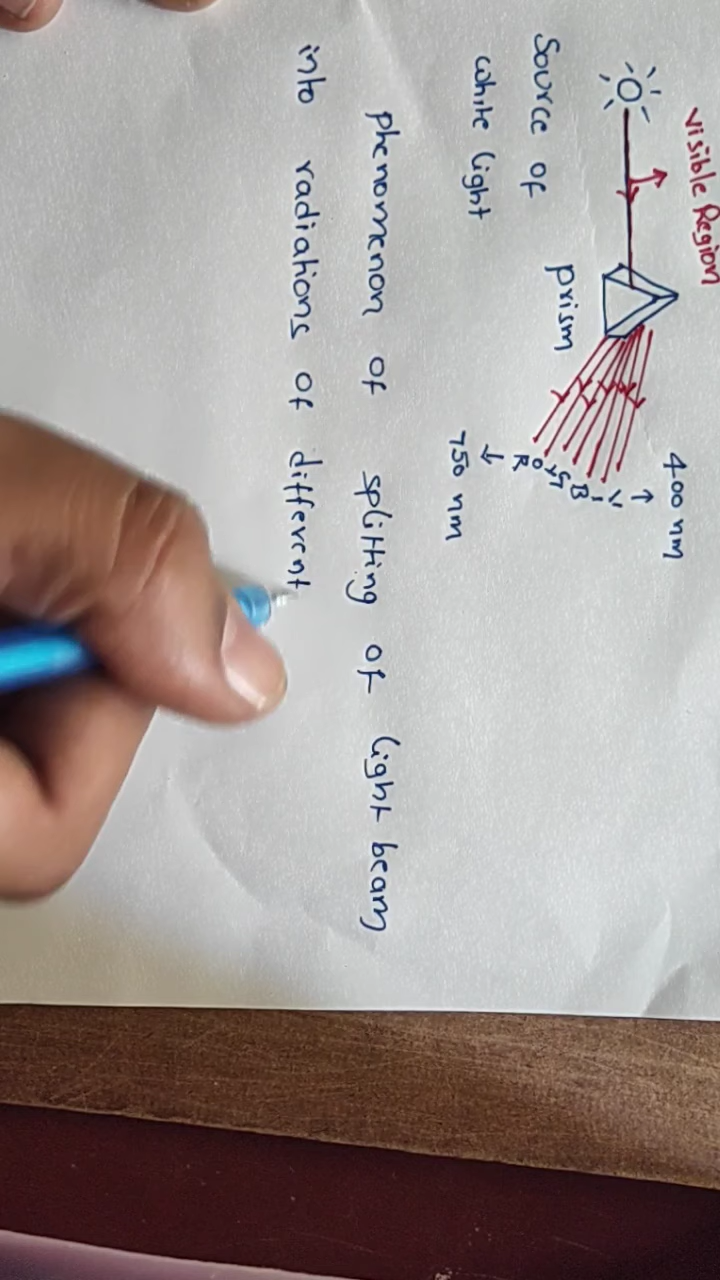 visible Region
400 nm
V
I
B
G
Y
O
R
750 nm
prism
Source of
white light
phenomenon of splitting of light beam
into radiations of different